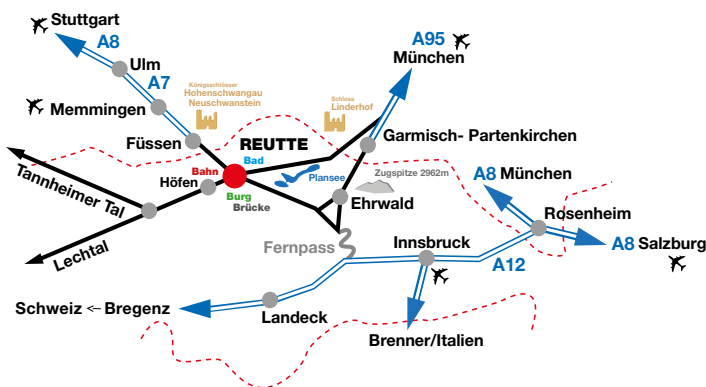 Stuttgart
A8
Ulm
A7
Memmingen
Füssen
Königsschlösser
Hohenschwangau
Neuschwanstein
Schloss
Linderhof
A95
München
Garmisch- Partenkirchen
REUTTE
Bad
Bahn
Burg
Brücke
Höfen
Plansee
Zugspitze 2962m
Ehrwald
Tannheimer Tal
Lechtal
Fernpass
A8 München
Rosenheim
A8 Salzburg
Innsbruck
A12
Schweiz <- Bregenz
Landeck
Brenner/Italien